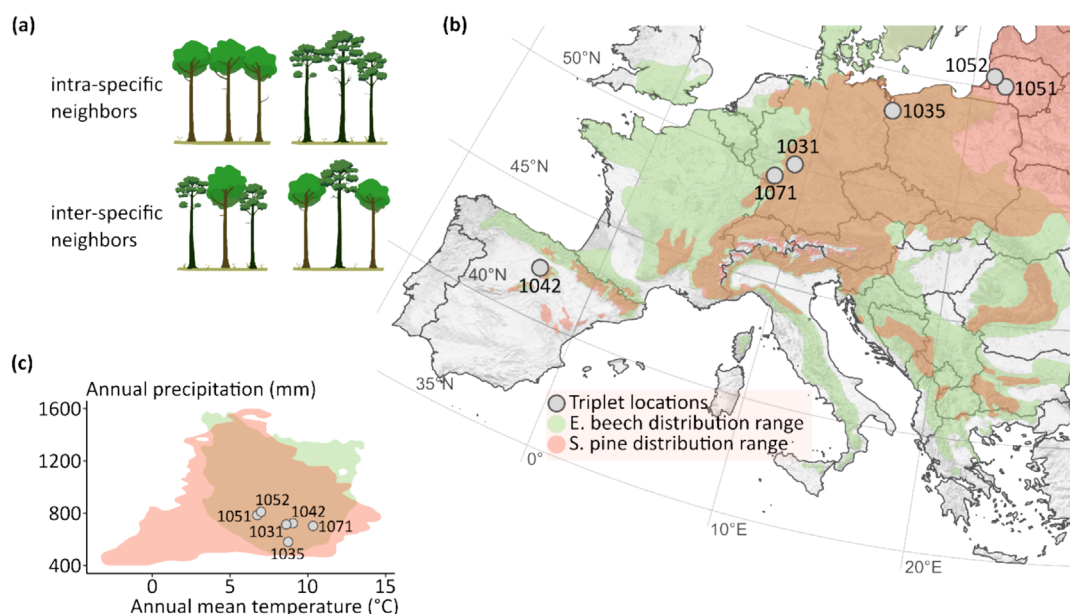 (a)
intra-specific
neighbors
inter-specific
neighbors
(b)
50°N
45°N
40°N
35°N
0°
10°E
20°E
1052
1051
1035
1031
1071
1042
Triplet locations
E. beech distribution range
S. pine distribution range
(c)
Annual precipitation (mm)
1600
1200
800
400
1052
1051
1042
1031
1071
1035
0
5
10
15
Annual mean temperature (°C)